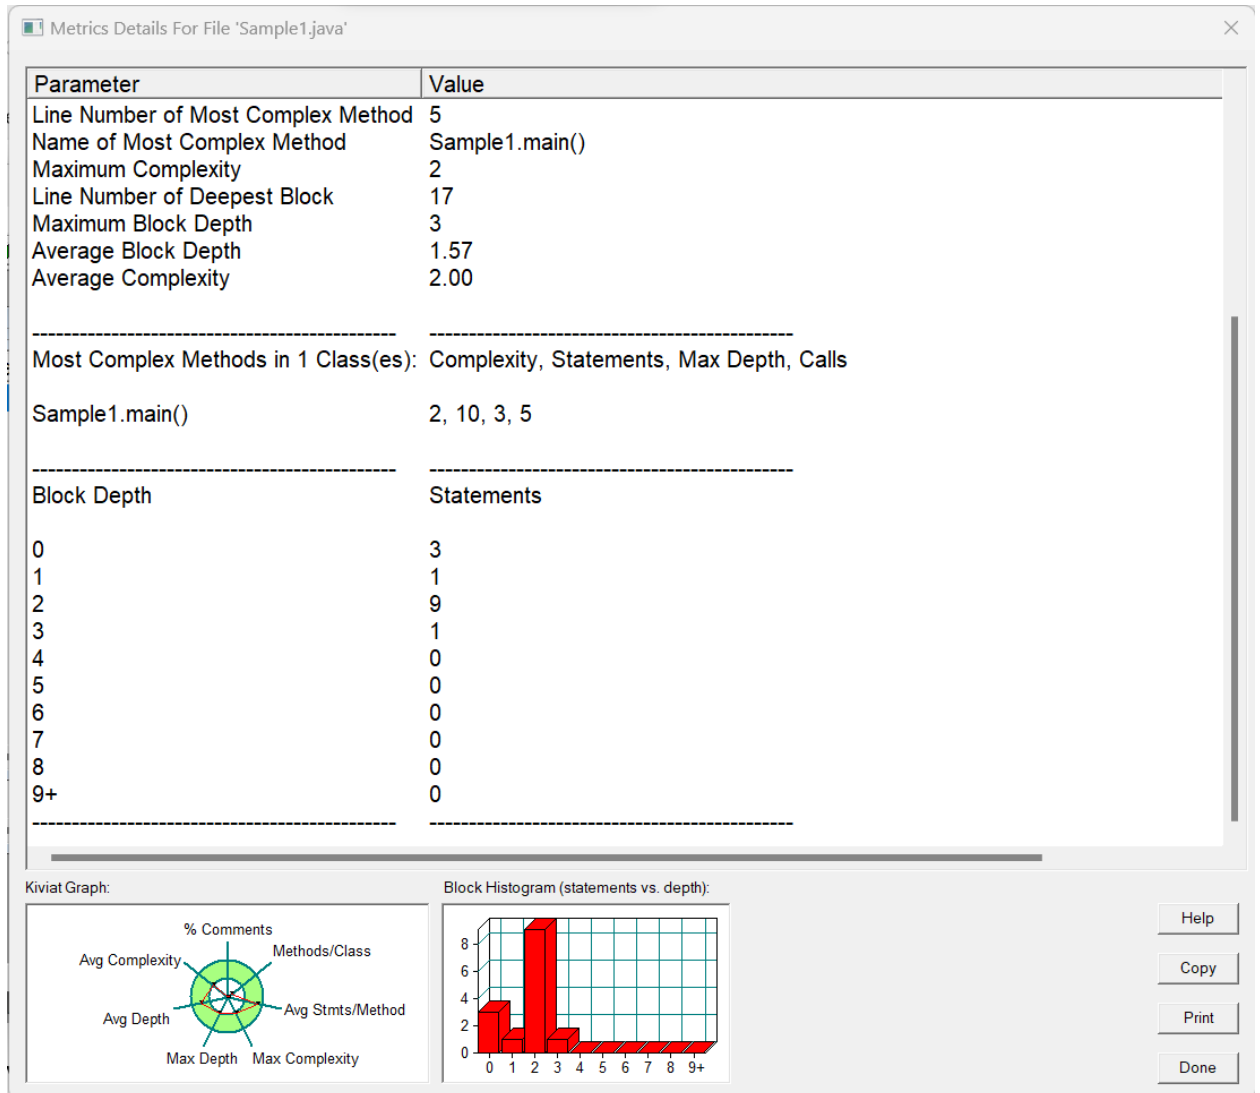 Metrics Details For File 'Sample1.java'
Parameter Value
Line Number of Most Complex Method 5
Name of Most Complex Method Sample1.main()
Maximum Complexity 2
Line Number of Deepest Block 17
Maximum Block Depth 3
Average Block Depth 1.57
Average Complexity 2.00
---------------------------------------------- ----------------------------------------------
Most Complex Methods in 1 Class(es): Complexity, Statements, Max Depth, Calls
Sample1.main() 2, 10, 3, 5
---------------------------------------------- ----------------------------------------------
Block Depth Statements
0 3
1 1
2 9
3 1
4 0
5 0
6 0
7 0
8 0
9+ 0
---------------------------------------------- ----------------------------------------------
Kiviat Graph:
% Comments
Methods/Class
Avg Complexity
Avg Stmts/Method
Avg Depth
Max Depth
Max Complexity
Block Histogram (statements vs. depth):
8
6
4
2
0
0 1 2 3 4 5 6 7 8 9+
Help
Copy
Print
Done